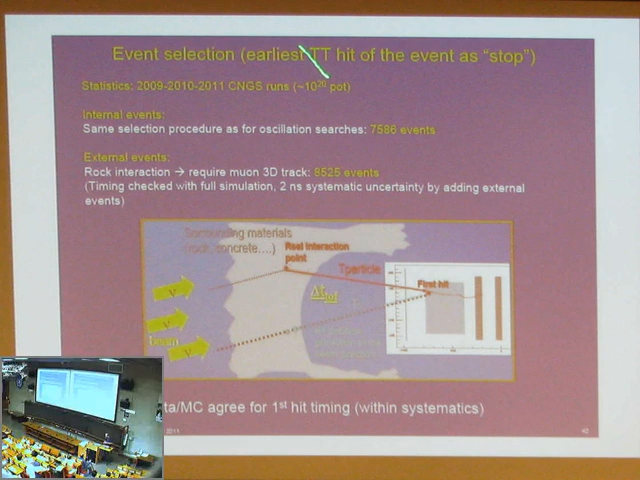 Event selection (earliest TT hit of the event as “stop”)
Statistics: 2009-2010-2011 CNGS runs (~10²⁰ pot)
Internal events:
Same selection procedure as for oscillation searches: 7586 events
External events:
Rock interaction → require muon 3D track: 8525 events
(Timing checked with full simulation, 2 ns systematic uncertainty by adding external
events)
Surrounding materials
(rock, concrete....)
Real interaction
point
Tparticle
First hit
Δt
ν
ν
beam
ν
ta/MC agree for 1st hit timing (within systematics)
2011
42